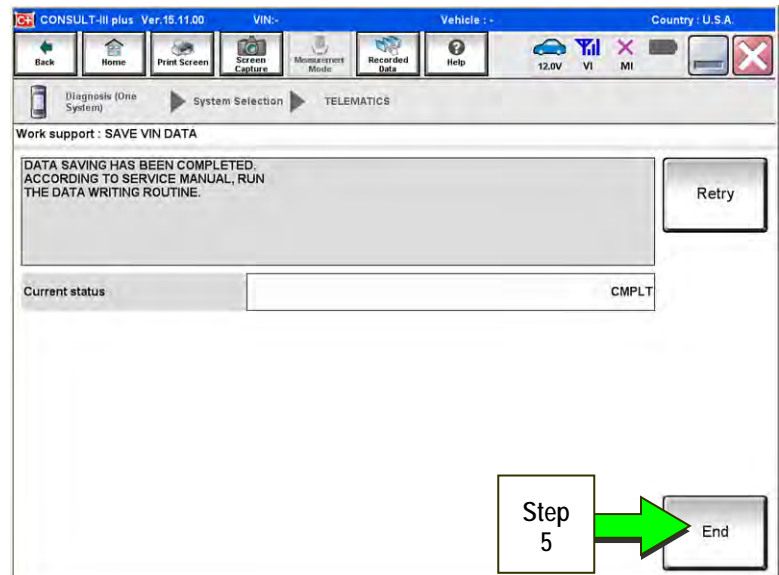 C+ CONSULT-III plus Ver.15.11.00 VIN:- Vehicle : - Country : U.S.A.
Back
Home
Print Screen
Screen Capture
Measurement Mode
Recorded Data
Help
12.0V
VI
MI
Diagnosis (One System)
System Selection
TELEMATICS
Work support : SAVE VIN DATA
DATA SAVING HAS BEEN COMPLETED.
ACCORDING TO SERVICE MANUAL, RUN
THE DATA WRITING ROUTINE.
Retry
Current status
CMPLT
Step
5
End